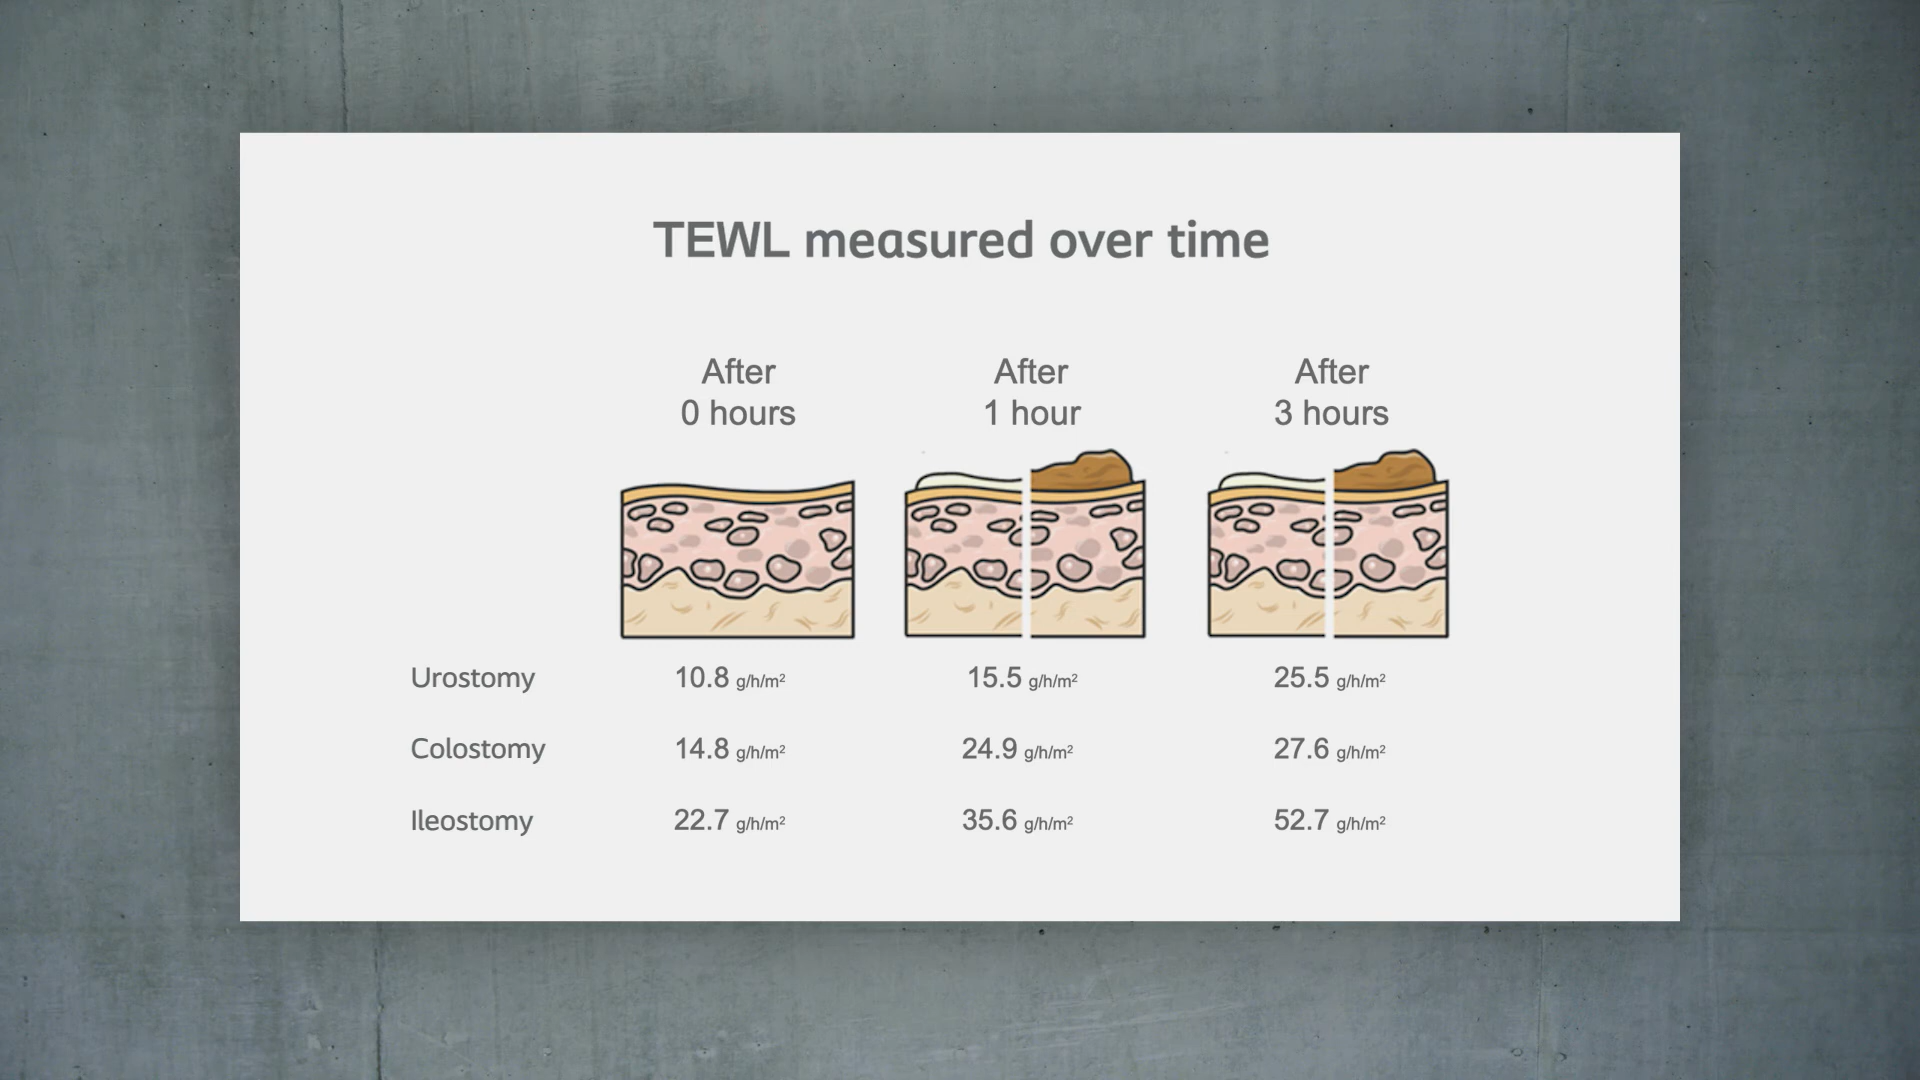 TEWL measured over time
After
0 hours
After
1 hour
After
3 hours
Urostomy 10.8 g/h/m² 15.5 g/h/m² 25.5 g/h/m²
Colostomy 14.8 g/h/m² 24.9 g/h/m² 27.6 g/h/m²
Ileostomy 22.7 g/h/m² 35.6 g/h/m² 52.7 g/h/m²